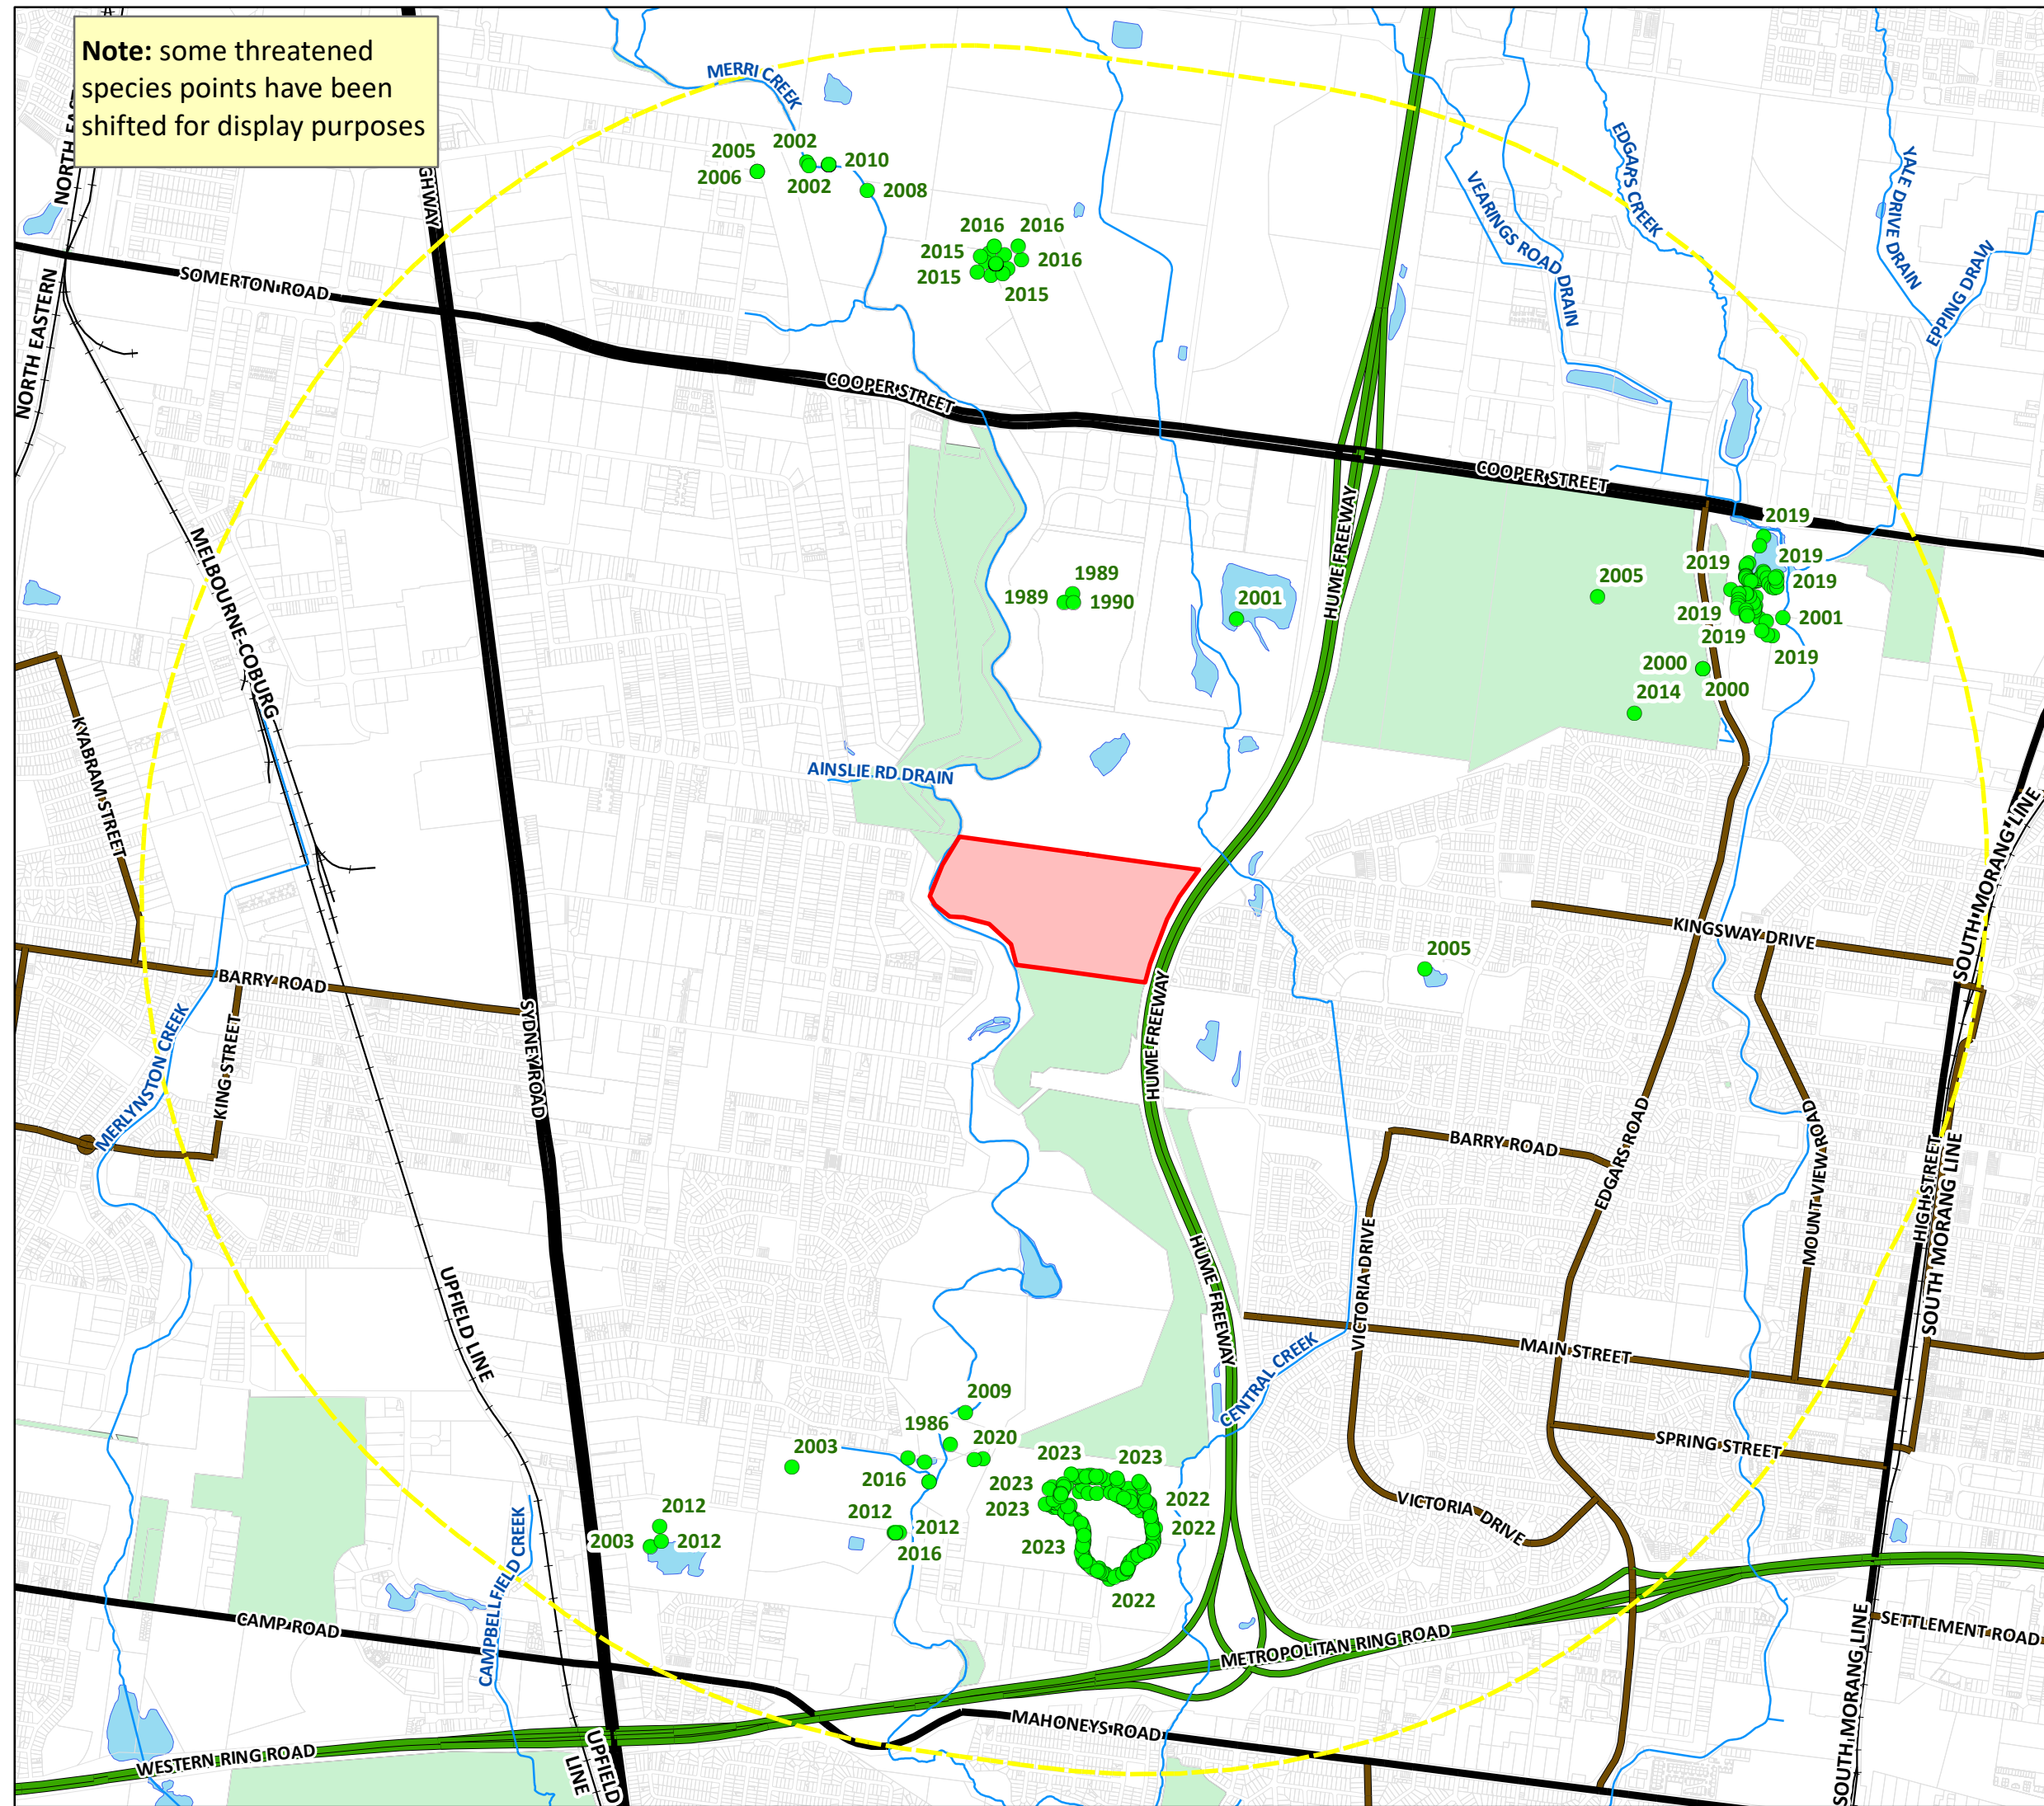 Note: some threatened
species points have been
shifted for display purposes
NORTH EA
GHWAY
MERRI CREEK
2005
2006
2002
2002
2010
2008
2016
2016
2015
2016
2015
2015
VEARINGS ROAD DRAIN
EDGARS CREEK
YALE DRIVE DRAIN
EPPING DRAW
NORTH EASTERN
SOMERTON ROAD
COOPER STREET
COOPER STREET
HUME FREEWAY
MELBOURNE-COBURG
1989
1989
1990
2001
2005
2019
2019
2019
2019
2019
2001
2019
2019
2000
2000
2014
KYABRAM STREET
AINSLIE RD DRAIN
SOUTH MORANG LINE
KINGSWAY DRIVE
2005
BARRY ROAD
SYDNEY ROAD
HUME FREEWAY
MERLYNSTON CREEK
KING STREET
BARRY ROAD
EDGARS ROAD
MOUNT VIEW ROAD
HIGH STREET
SOUTH MORANG LINE
VICTORIA DRIVE
HUME FREEWAY
UPFIELD LINE
MAIN STREET
CENTRAL CREEK
SPRING STREET
2009
1986
2020
2003
2016
2023
2023
2023
2023
2022
2022
2023
2022
VICTORIA DRIVE
2012
2003
2012
2012
2012
2016
CAMPBELLFIELD CREEK
CAMP ROAD
METROPOLITAN RING ROAD
SETTLEMENT ROAD
SOUTH MORANG LINE
MAHONEYS ROAD
WESTERN RING ROAD
UPFIELD
LINE